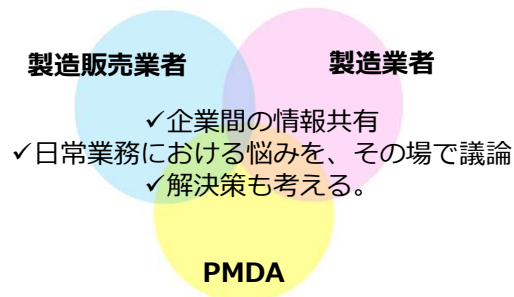 製造販売業者
製造業者
✓企業間の情報共有
✓日常業務における悩みを、その場で議論
✓解決策も考える。
PMDA